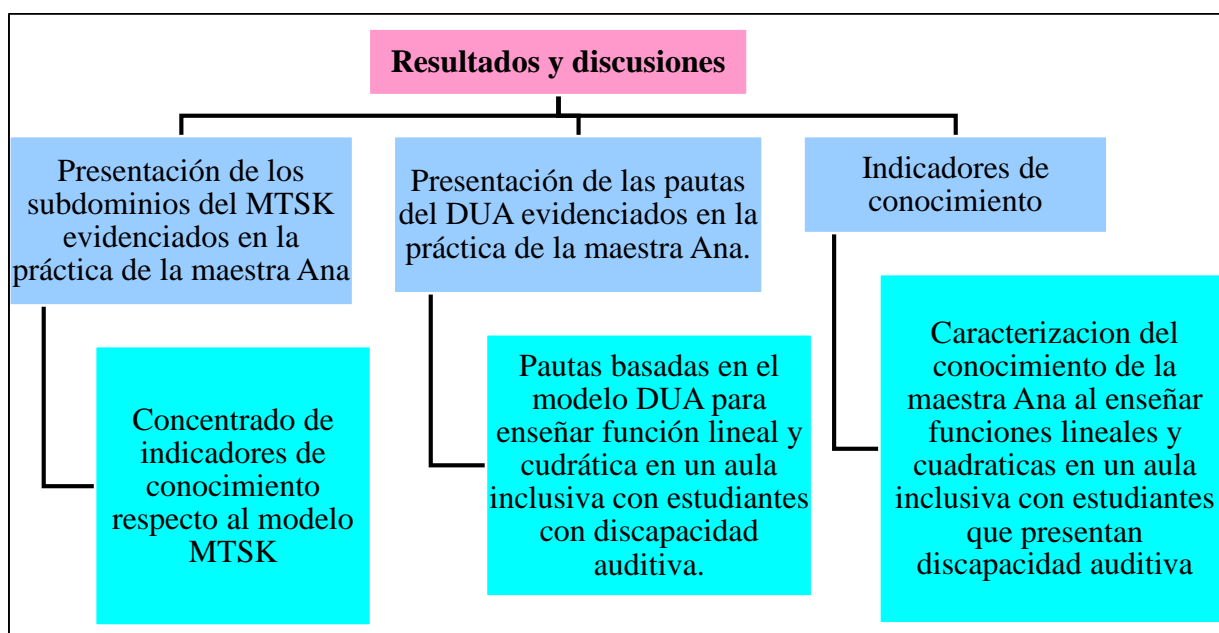 Resultados y discusiones
Presentación de los
subdominios del MTSK
evidenciados en la
práctica de la maestra Ana
Concentrado de
indicadores de
conocimiento
respecto al modelo
MTSK
Presentación de las pautas
del DUA evidenciados en la
práctica de la maestra Ana.
Pautas basadas en el
modelo DUA para
enseñar función lineal y
cudrática en un aula
inclusiva con estudiantes
con discapacidad
auditiva.
Indicadores de
conocimiento
Caracterizacion del
conocimiento de la
maestra Ana al enseñar
funciones lineales y
cuadraticas en un aula
inclusiva con estudiantes
que presentan
discapacidad auditiva